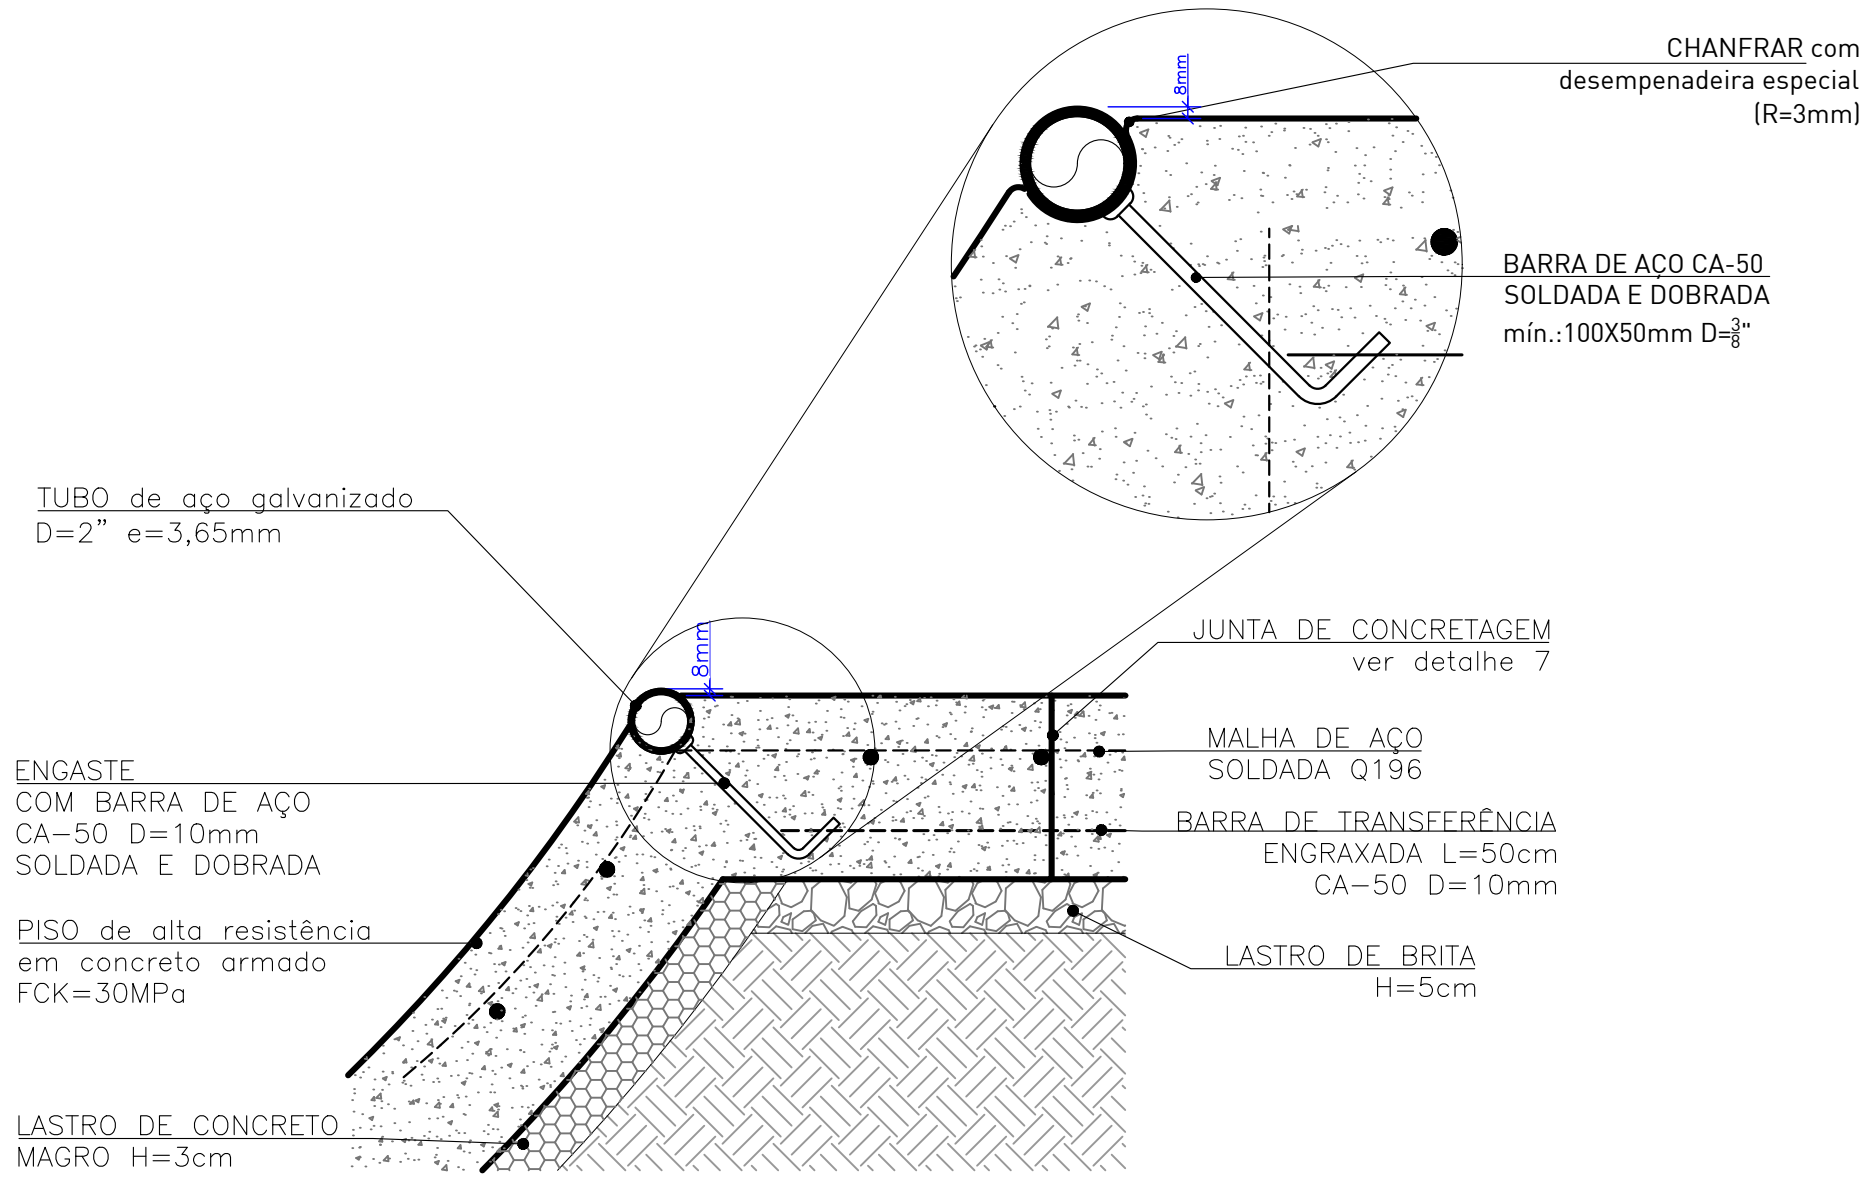 CHANFRAR com
desempenadeira especial
(R=3mm)
8mm
BARRA DE AÇO CA-50
SOLDADA E DOBRADA
mín.:100X50mm D=3/8"
TUBO de aço galvanizado
D=2” e=3,65mm
8mm
JUNTA DE CONCRETAGEM
ver detalhe 7
MALHA DE AÇO
SOLDADA Q196
ENGASTE
COM BARRA DE AÇO
CA-50 D=10mm
SOLDADA E DOBRADA
BARRA DE TRANSFERÊNCIA
ENGRAXADA L=50cm
CA-50 D=10mm
PISO de alta resistência
em concreto armado
FCK=30MPa
LASTRO DE BRITA
H=5cm
LASTRO DE CONCRETO
MAGRO H=3cm